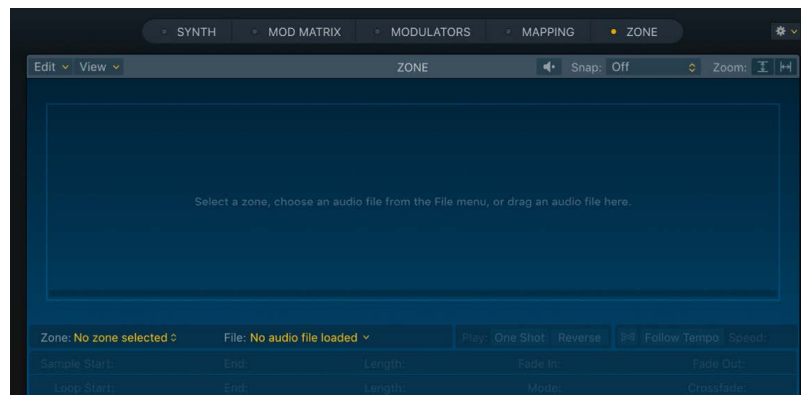 SYNTH MOD MATRIX MODULATORS MAPPING ZONE
Edit View ZONE Snap: Off Zoom:
Select a zone, choose an audio file from the File menu, or drag an audio file here.
Zone: No zone selected File: No audio file loaded Play: One Shot Reverse Follow Tempo Speed:
Sample Start: End: Length: Fade In: Fade Out:
Loop Start: End: Length: Mode: Crossfade: